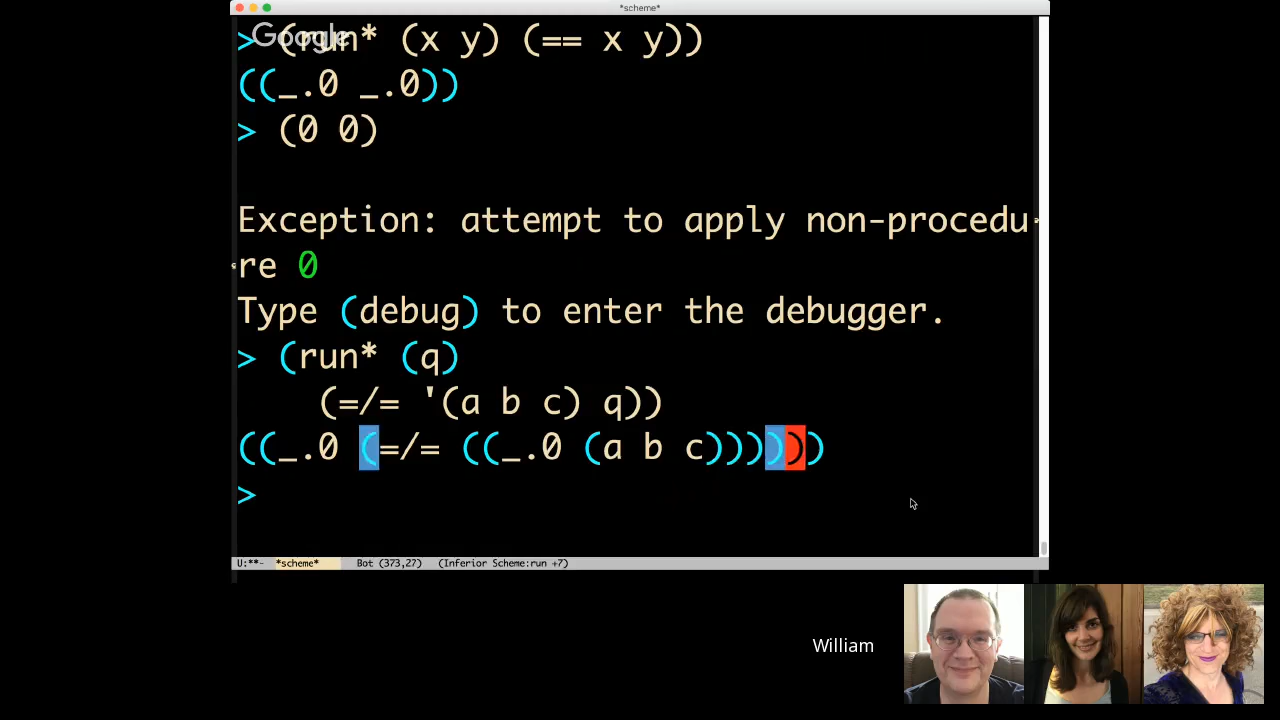 *scheme*
Google
> (run* (x y) (== x y))
((_.0 _.0))
> (0 0)
Exception: attempt to apply non-procedu
re 0
Type (debug) to enter the debugger.
> (run* (q)
(=/= '(a b c) q))
((_.0 (=/= ((_.0 (a b c))))))
>
U:**- *scheme* Bot (373,27) (Inferior Scheme:run +7)
William